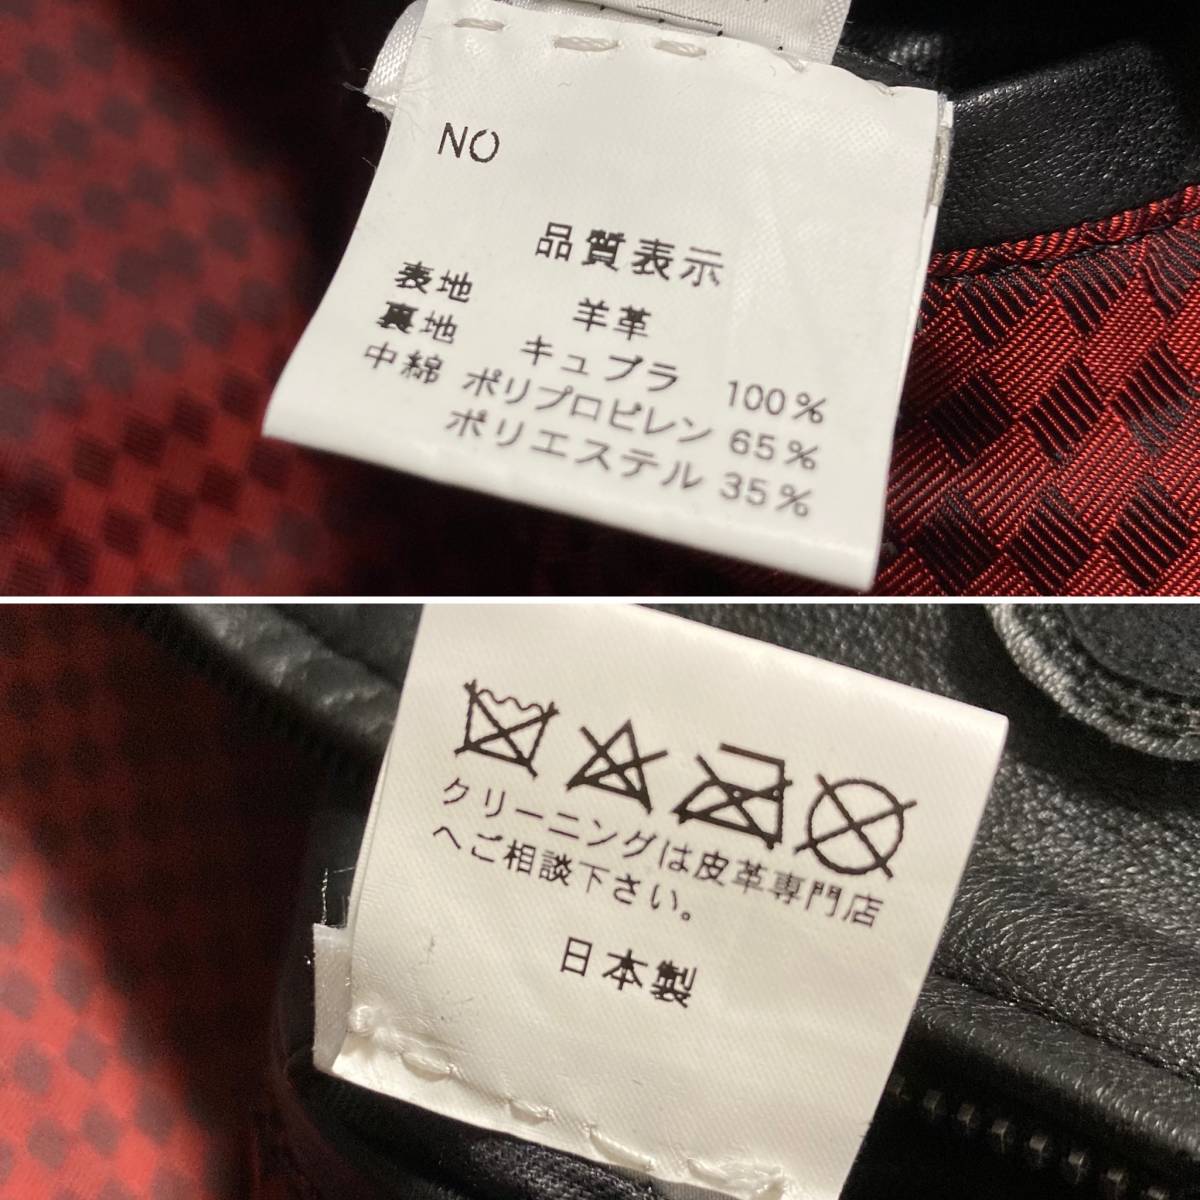 NO
品質表示
表地 羊革
裏地 キュプラ 100%
中綿 ポリプロピレン 65%
ポリエステル 35%
クリーニングは皮革専門店
へご相談下さい。
日本製